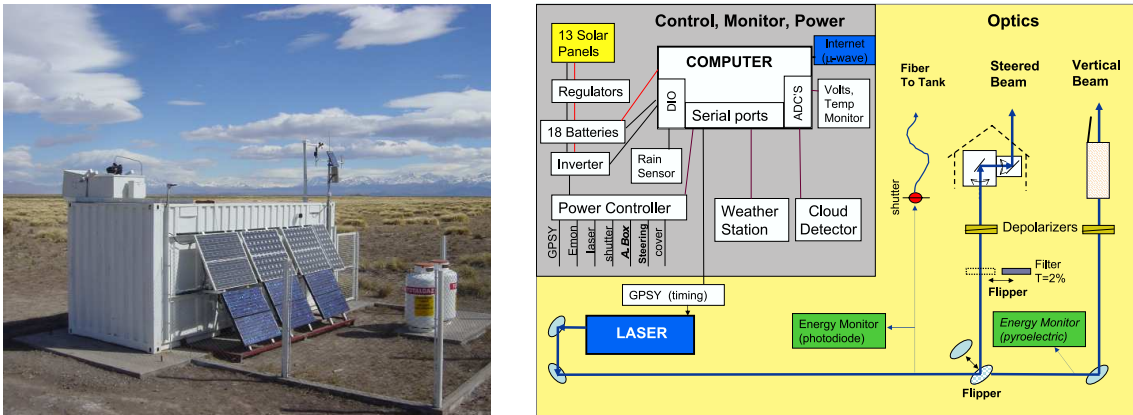 Control, Monitor, Power
Optics
13 Solar
Panels
Internet
(µ-wave)
COMPUTER
DIO
ADC'S
Serial ports
Regulators
Volts,
Temp
Monitor
18 Batteries
Inverter
Rain
Sensor
Power Controller
Weather
Station
Cloud
Detector
GPSY
Emon
laser
shutter
A. Box
Steering
cover
GPSY (timing)
LASER
Fiber
To Tank
Steered
Beam
Vertical
Beam
shutter
Depolarizers
Filter
T=2%
Flipper
Energy Monitor
(photodiode)
Energy Monitor
(pyroelectric)
Flipper